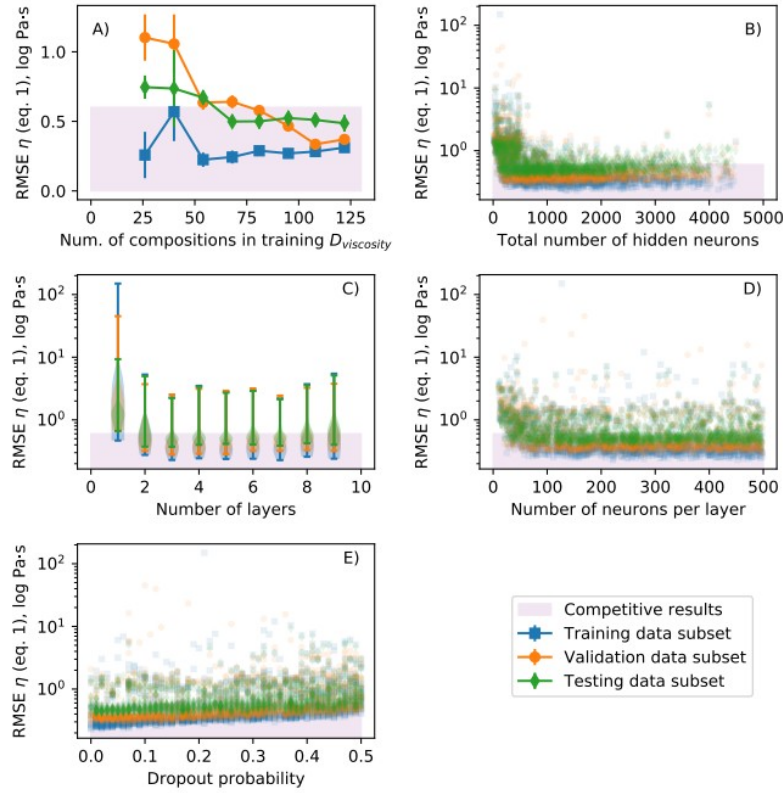 A)
RMSE η (eq. 1), log Pa·s
1.0
0.5
0.0
0 25 50 75 100 125
Num. of compositions in training D_viscosity
B)
RMSE η (eq. 1), log Pa·s
10²
10¹
10⁰
0 1000 2000 3000 4000 5000
Total number of hidden neurons
C)
RMSE η (eq. 1), log Pa·s
10²
10¹
10⁰
0 2 4 6 8 10
Number of layers
D)
RMSE η (eq. 1), log Pa·s
10²
10¹
10⁰
0 100 200 300 400 500
Number of neurons per layer
E)
RMSE η (eq. 1), log Pa·s
10²
10¹
10⁰
0.0 0.1 0.2 0.3 0.4 0.5
Dropout probability
Competitive results
Training data subset
Validation data subset
Testing data subset